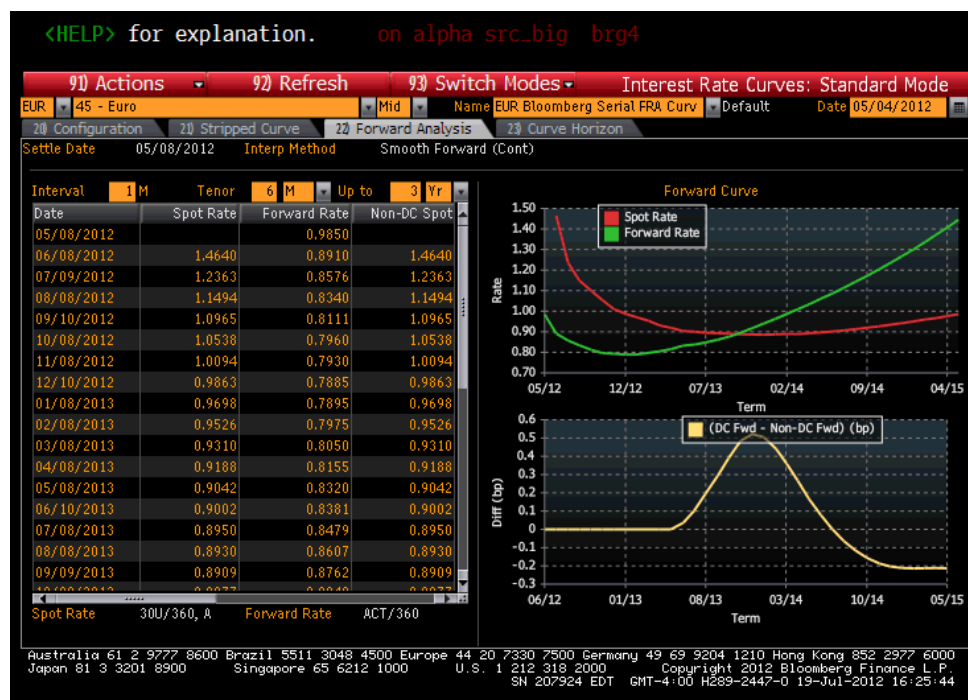 <HELP> for explanation. on alpha src_big brg4
91) Actions 92) Refresh 93) Switch Modes Interest Rate Curves: Standard Mode
EUR 45 - Euro Mid Name EUR Bloomberg Serial FRA Curv Default Date 05/04/2012
20) Configuration 21) Stripped Curve 22) Forward Analysis 23) Curve Horizon
Settle Date 05/08/2012 Interp Method Smooth Forward (Cont)
Interval 1 M Tenor 6 M Up to 3 Yr
Date Spot Rate Forward Rate Non-DC Spot
05/08/2012 0.9850
06/08/2012 1.4640 0.8910 1.4640
07/09/2012 1.2363 0.8576 1.2363
08/08/2012 1.1494 0.8340 1.1494
09/10/2012 1.0965 0.8111 1.0965
10/08/2012 1.0538 0.7960 1.0538
11/08/2012 1.0094 0.7930 1.0094
12/10/2012 0.9863 0.7885 0.9863
01/08/2013 0.9698 0.7895 0.9698
02/08/2013 0.9526 0.7975 0.9526
03/08/2013 0.9310 0.8050 0.9310
04/08/2013 0.9188 0.8155 0.9188
05/08/2013 0.9042 0.8320 0.9042
06/10/2013 0.9002 0.8381 0.9002
07/08/2013 0.8950 0.8479 0.8950
08/08/2013 0.8930 0.8607 0.8930
09/09/2013 0.8909 0.8762 0.8909
Spot Rate 30U/360, A Forward Rate ACT/360
Forward Curve
Spot Rate
Forward Rate
Rate
1.50
1.40
1.30
1.20
1.10
1.00
0.90
0.80
0.70
05/12 12/12 07/13 02/14 09/14 04/15
Term
(DC Fwd - Non-DC Fwd) (bp)
Diff (bp)
0.6
0.5
0.4
0.3
0.2
0.1
0
-0.1
-0.2
-0.3
06/12 01/13 08/13 03/14 10/14 05/15
Term
Australia 61 2 9777 8600 Brazil 5511 3048 4500 Europe 44 20 7330 7500 Germany 49 69 9204 1210 Hong Kong 852 2977 6000
Japan 81 3 3201 8900 Singapore 65 6212 1000 U.S. 1 212 318 2000 Copyright 2012 Bloomberg Finance L.P.
SN 207924 EDT GMT-4:00 H289-2447-0 19-Jul-2012 16:25:44